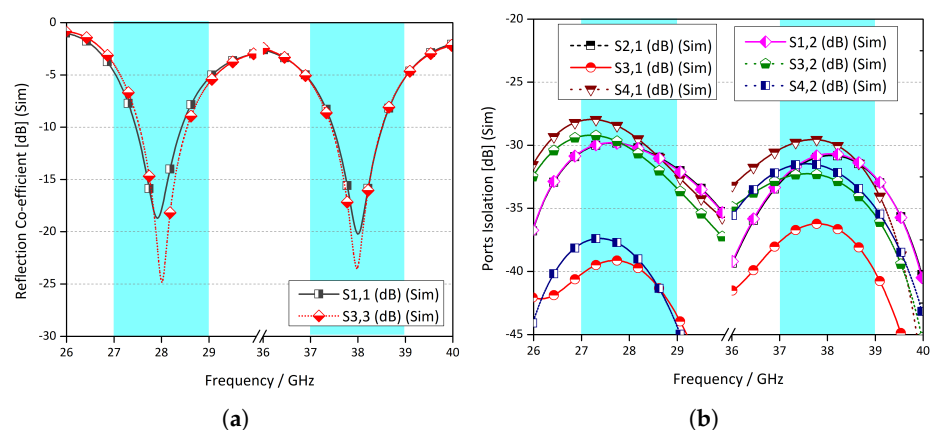 0
-5
-10
-15
-20
-25
-30
Reflection Co-efficient [dB] (Sim)
S1,1 (dB) (Sim)
S3,3 (dB) (Sim)
26 27 28 29 36 37 38 39 40
Frequency / GHz
(a)
-20
-25
-30
-35
-40
-45
Ports Isolation [dB] (Sim)
S2,1 (dB) (Sim)
S3,1 (dB) (Sim)
S4,1 (dB) (Sim)
S1,2 (dB) (Sim)
S3,2 (dB) (Sim)
S4,2 (dB) (Sim)
26 27 28 29 36 37 38 39 40
Frequency / GHz
(b)